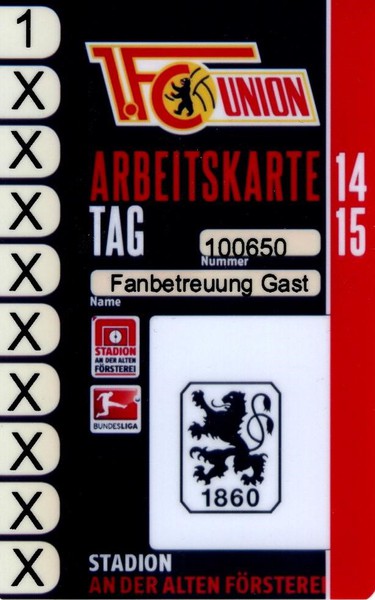 1
X
X
X
X
X
X
X
X
X
1.FC UNION
ARBEITSKARTE 14
TAG 15
100650
Nummer
Fanbetreuung Gast
Name
STADION
AN DER ALTEN
FÖRSTEREI
BUNDESLIGA
1860
STADION
AN DER ALTEN FÖRSTEREI